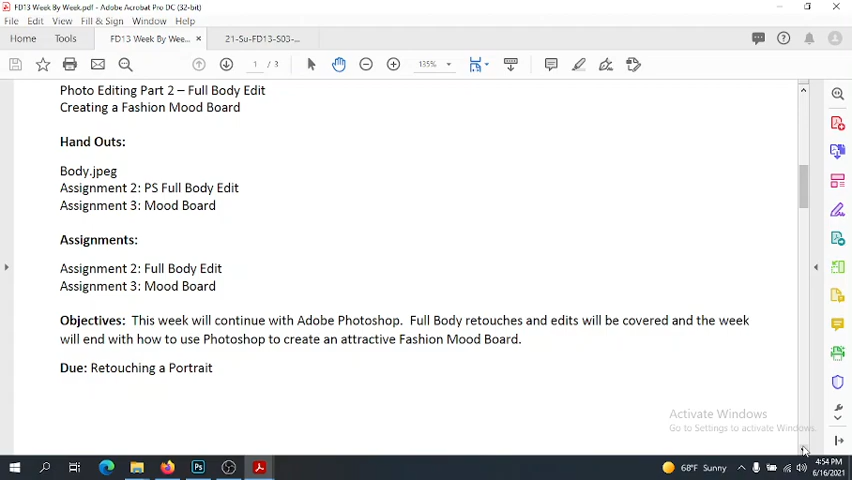 FD13 Week By Week.pdf - Adobe Acrobat Pro DC (32-bit)
File Edit View Fill & Sign Window Help
Home Tools FD13 Week By Wee... × 21-Su-FD13-S03-...
1 / 3 135%
Photo Editing Part 2 – Full Body Edit
Creating a Fashion Mood Board
Hand Outs:
Body.jpeg
Assignment 2: PS Full Body Edit
Assignment 3: Mood Board
Assignments:
Assignment 2: Full Body Edit
Assignment 3: Mood Board
Objectives: This week will continue with Adobe Photoshop. Full Body retouches and edits will be covered and the week
will end with how to use Photoshop to create an attractive Fashion Mood Board.
Due: Retouching a Portrait
Activate Windows
Go to Settings to activate Windows.
Ps 68°F Sunny 4:54 PM
6/16/2021